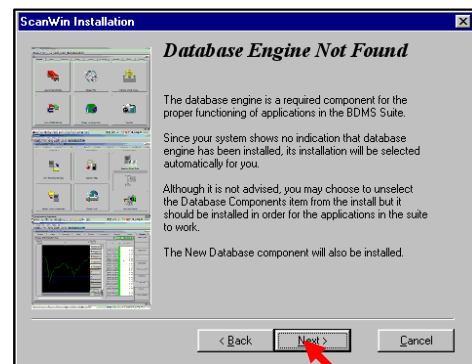 ScanWin Installation
Database Engine Not Found
The database engine is a required component for the
proper functioning of applications in the BDMS Suite.
Since your system shows no indication that database
engine has been installed, its installation will be selected
automatically for you.
Although it is not advised, you may choose to unselect
the Database Components item from the install but it
should be installed in order for the applications in the suite
to work.
The New Database component will also be installed.
< Back
Next >
Cancel